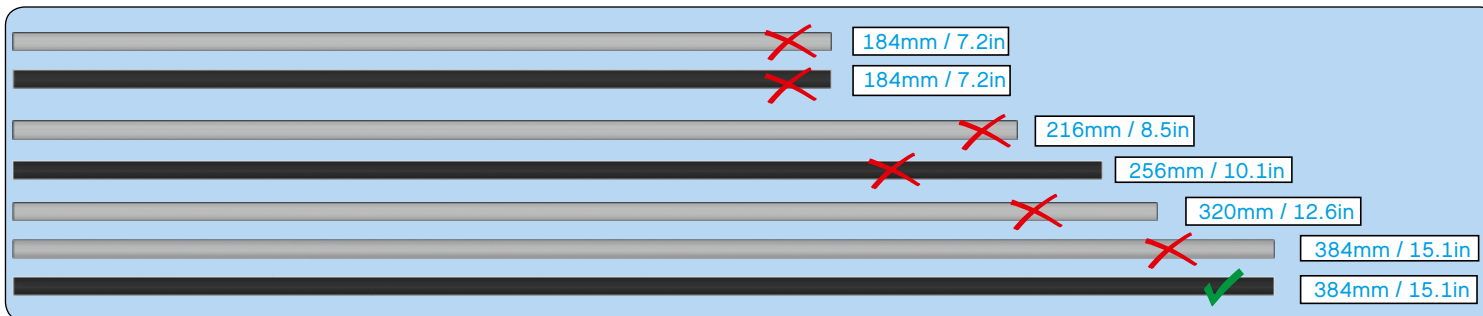 184mm / 7.2in
184mm / 7.2in
216mm / 8.5in
256mm / 10.1in
320mm / 12.6in
384mm / 15.1in
384mm / 15.1in